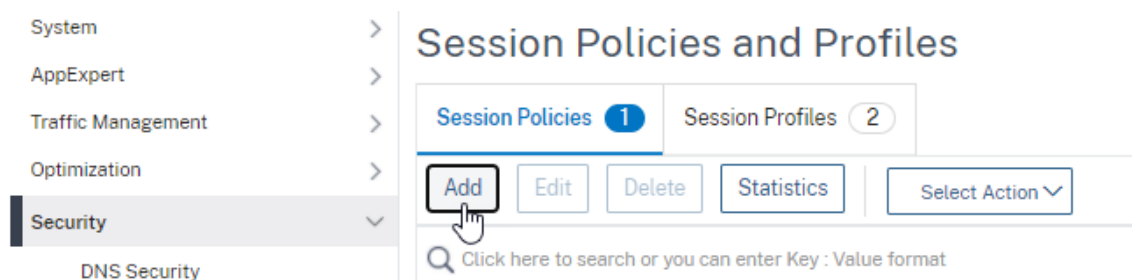 System
AppExpert
Traffic Management
Optimization
Security
DNS Security
Session Policies and Profiles
Session Policies 1 Session Profiles 2
Add Edit Delete Statistics Select Action
Click here to search or you can enter Key : Value format